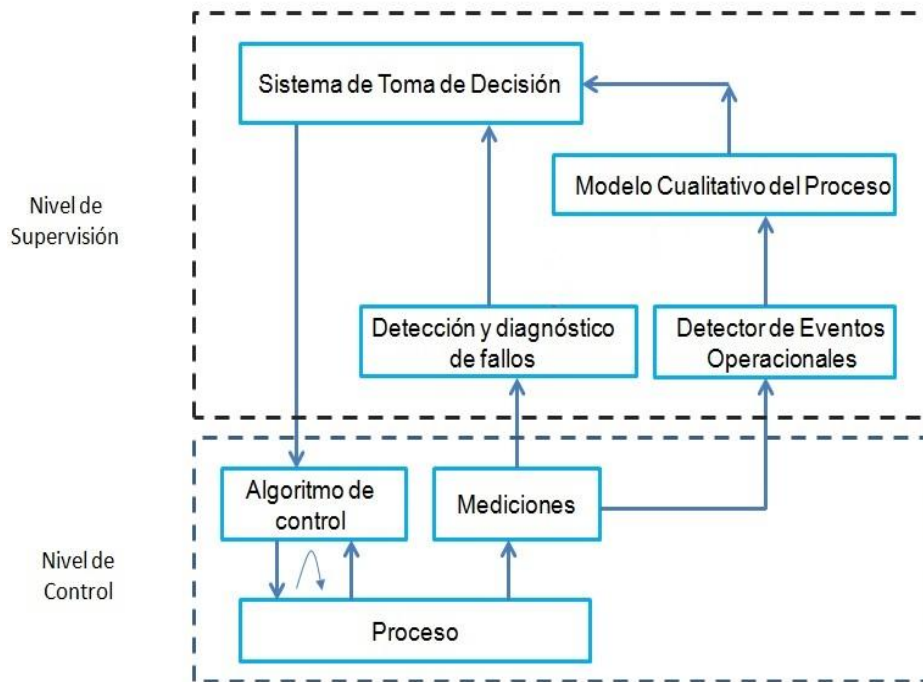 Sistema de Toma de Decisión
Modelo Cualitativo del Proceso
Nivel de
Supervisión
Detección y diagnóstico
de fallos
Detector de Eventos
Operacionales
Algoritmo de
control
Mediciones
Nivel de
Control
Proceso